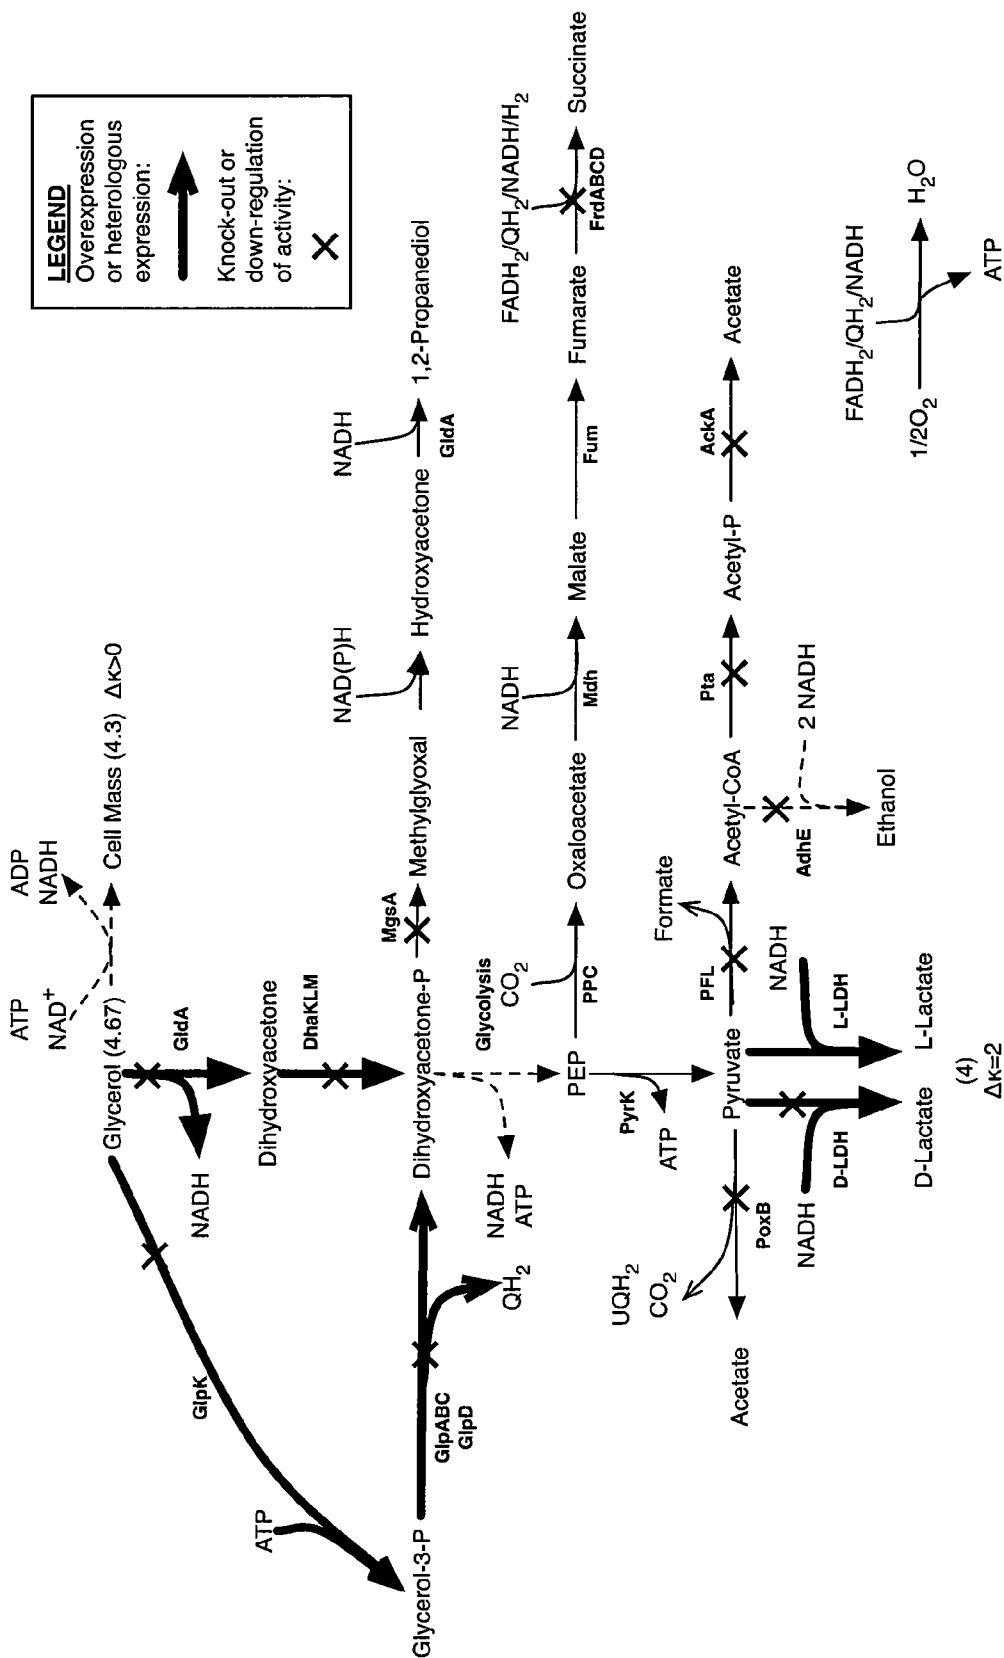 LEGEND
Overexpression
or heterologous
expression:
Knock-out or
down-regulation
of activity:
ATP
NAD+
ADP
NADH
Glycerol (4.67)
Cell Mass (4.3) Δκ>0
GlpK
GldA
NADH
Dihydroxyacetone
DhaKLM
ATP
Glycerol-3-P
GlpABC
GlpD
QH2
Dihydroxyacetone-P
MgsA
Methylglyoxal
NAD(P)H
Hydroxyacetone
NADH
GldA
1,2-Propanediol
Glycolysis
NADH
ATP
CO2
PEP
PPC
Oxaloacetate
NADH
Mdh
Malate
Fum
Fumarate
FADH2/QH2/NADH/H2
FrdABCD
Succinate
PyrK
ATP
UQH2
CO2
Acetate
PoxB
Pyruvate
PFL
Formate
Acetyl-CoA
Pta
Acetyl-P
AckA
Acetate
NADH
D-LDH
NADH
L-LDH
AdhE
2 NADH
Ethanol
D-Lactate
L-Lactate
(4)
Δκ=2
FADH2/QH2/NADH
1/2O2
H2O
ATP